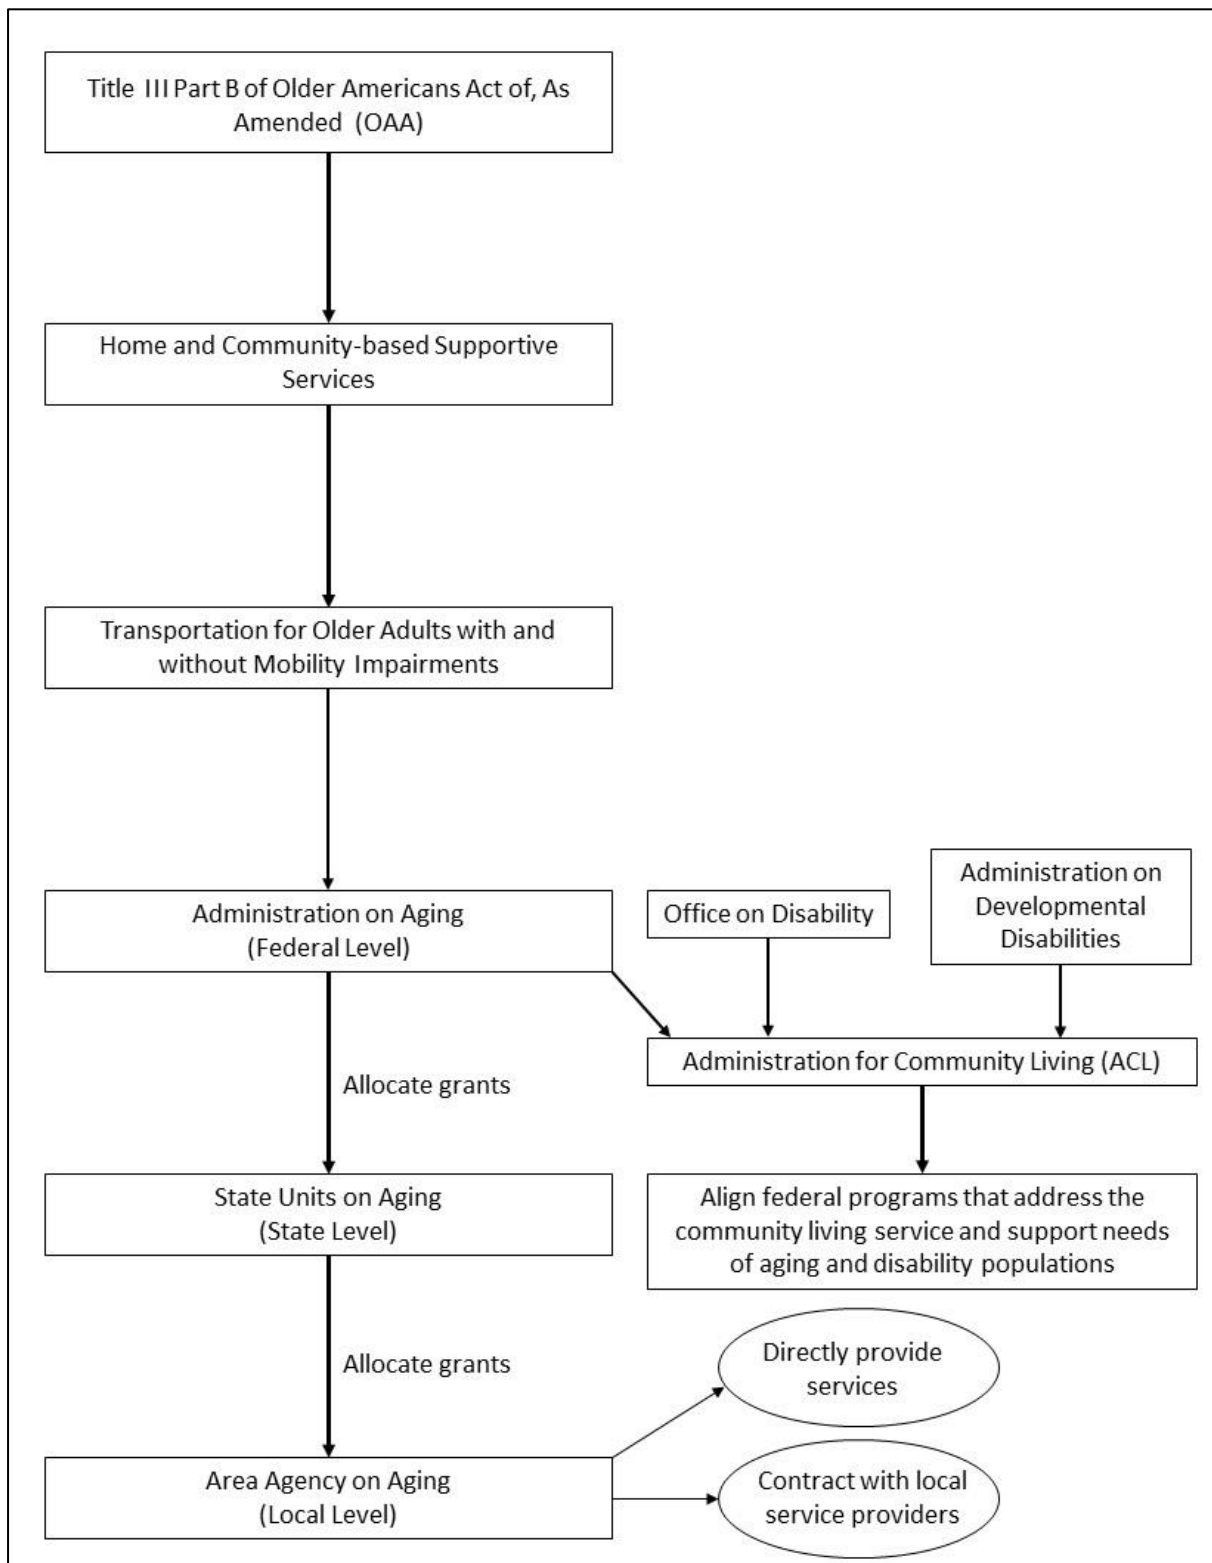 Title III Part B of Older Americans Act of, As
Amended (OAA)
Home and Community-based Supportive
Services
Transportation for Older Adults with and
without Mobility Impairments
Administration on Aging
(Federal Level)
Office on Disability
Administration on
Developmental
Disabilities
Administration for Community Living (ACL)
Allocate grants
State Units on Aging
(State Level)
Align federal programs that address the
community living service and support needs
of aging and disability populations
Allocate grants
Directly provide
services
Area Agency on Aging
(Local Level)
Contract with local
service providers